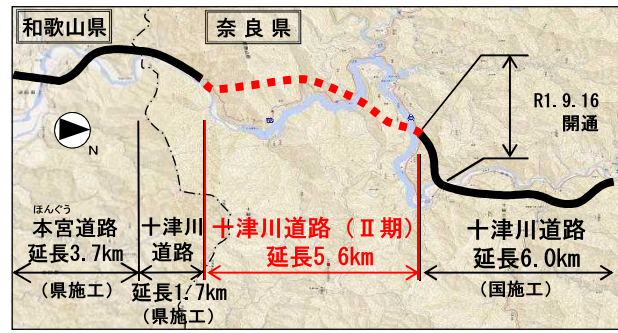 和歌山県
奈良県
R1.9.16
開通
N
ほんぐう
本宮道路
延長3.7km
（県施工）
十津川
道路
延長1.7km
（県施工）
十津川道路（Ⅱ期）
延長5.6km
十津川道路
延長6.0km
（国施工）